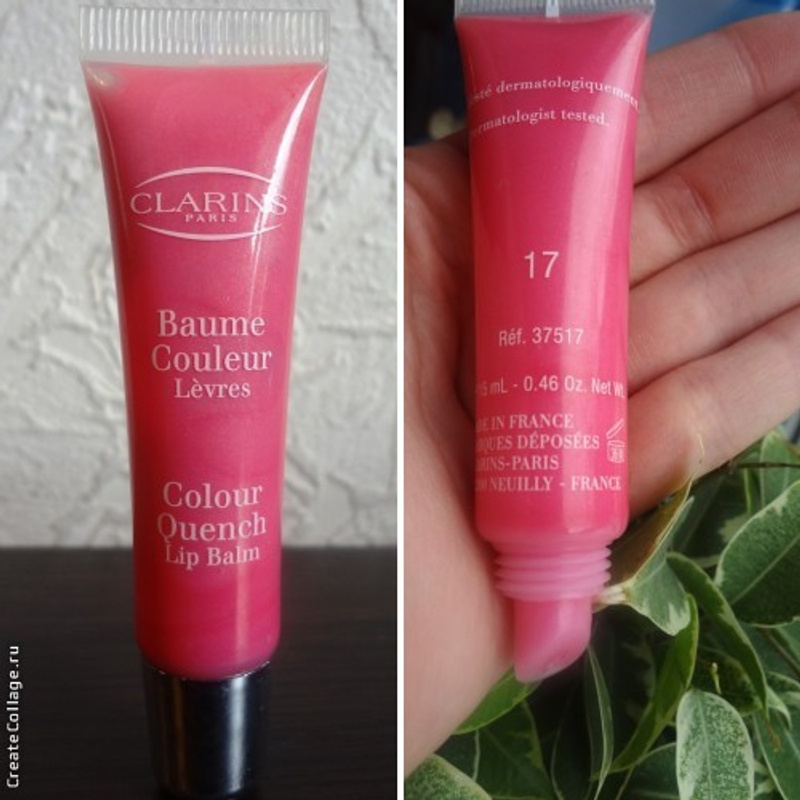 CLARINS
PARIS
Baume
Couleur
Lèvres
Colour
Quench
Lip Balm
dermatologiquement
dermatologist tested.
17
Réf. 37517
15 mL - 0.46 Oz. Net Wt.
IN FRANCE
DÉPOSÉES
CLARINS-PARIS
NEUILLY - FRANCE
CreateCollage.ru